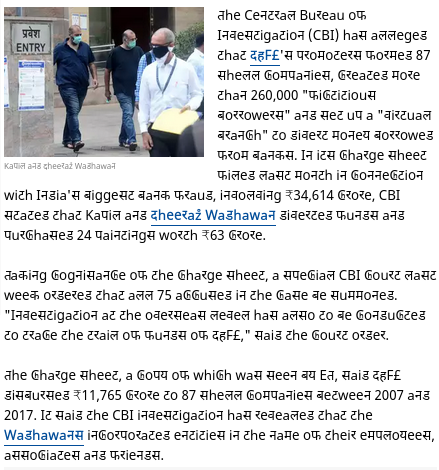 प्रवेश
ENTRY
Kapil and Dheeraj Wadhawan
The Central Bureau of
Investigation (CBI) has alleged
that DHFL's promoters formed 87
shell companies, created more
than 260,000 "fictitious
borrowers" and set up a "virtual
branch" to divert money borrowed
from banks. In its charge sheet
filed last month in connection
with India's biggest bank fraud, involving ₹34,614 crore, CBI
stated that Kapil and Dheeraj Wadhawan diverted funds and
purchased 24 paintings worth ₹63 crore.
Taking cognisance of the charge sheet, a special CBI court last
week ordered that all 75 accused in the case be summoned.
"Investigation at the overseas level has also to be conducted
to trace the trail of funds of DHFL," said the court order.
The charge sheet, a copy of which was seen by ET, said DHFL
disbursed ₹11,765 crore to 87 shell companies between 2007 and
2017. It said the CBI investigation has revealed that the
Wadhawans incorporated entities in the name of their employees,
associates and friends.